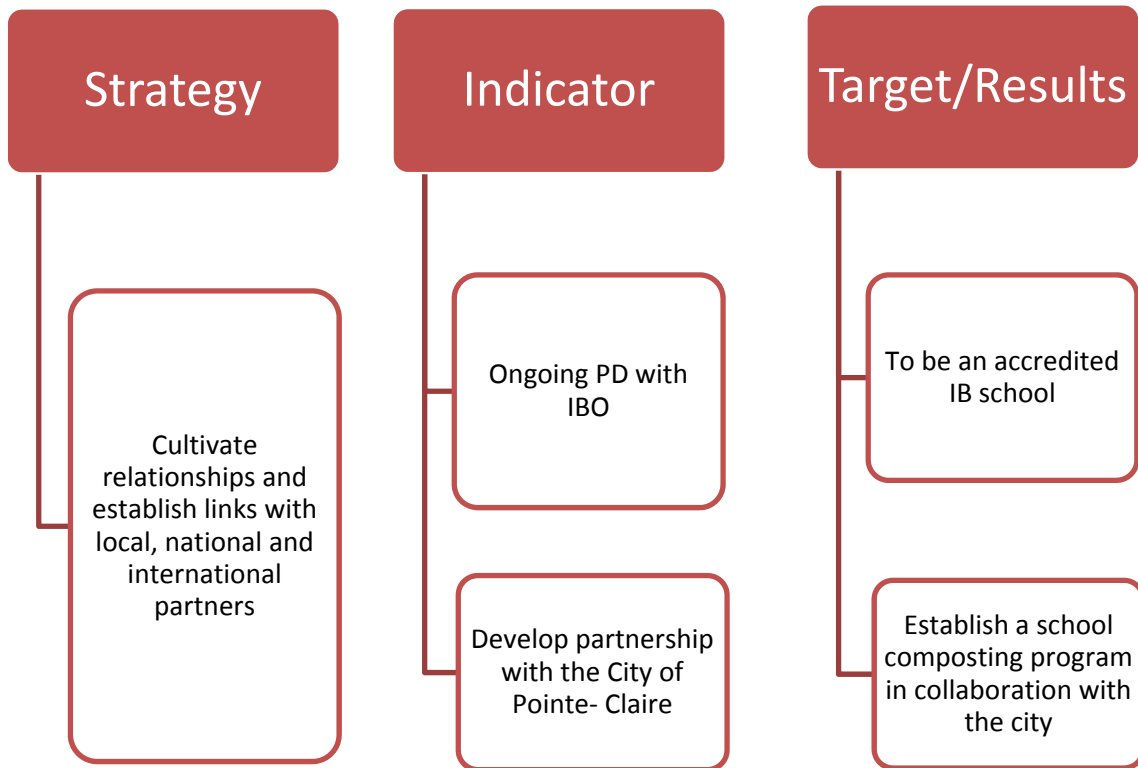 Strategy
Cultivate
relationships and
establish links with
local, national and
international
partners
Indicator
Ongoing PD with
IBO
Develop partnership
with the City of
Pointe- Claire
Target/Results
To be an accredited
IB school
Establish a school
composting program
in collaboration with
the city